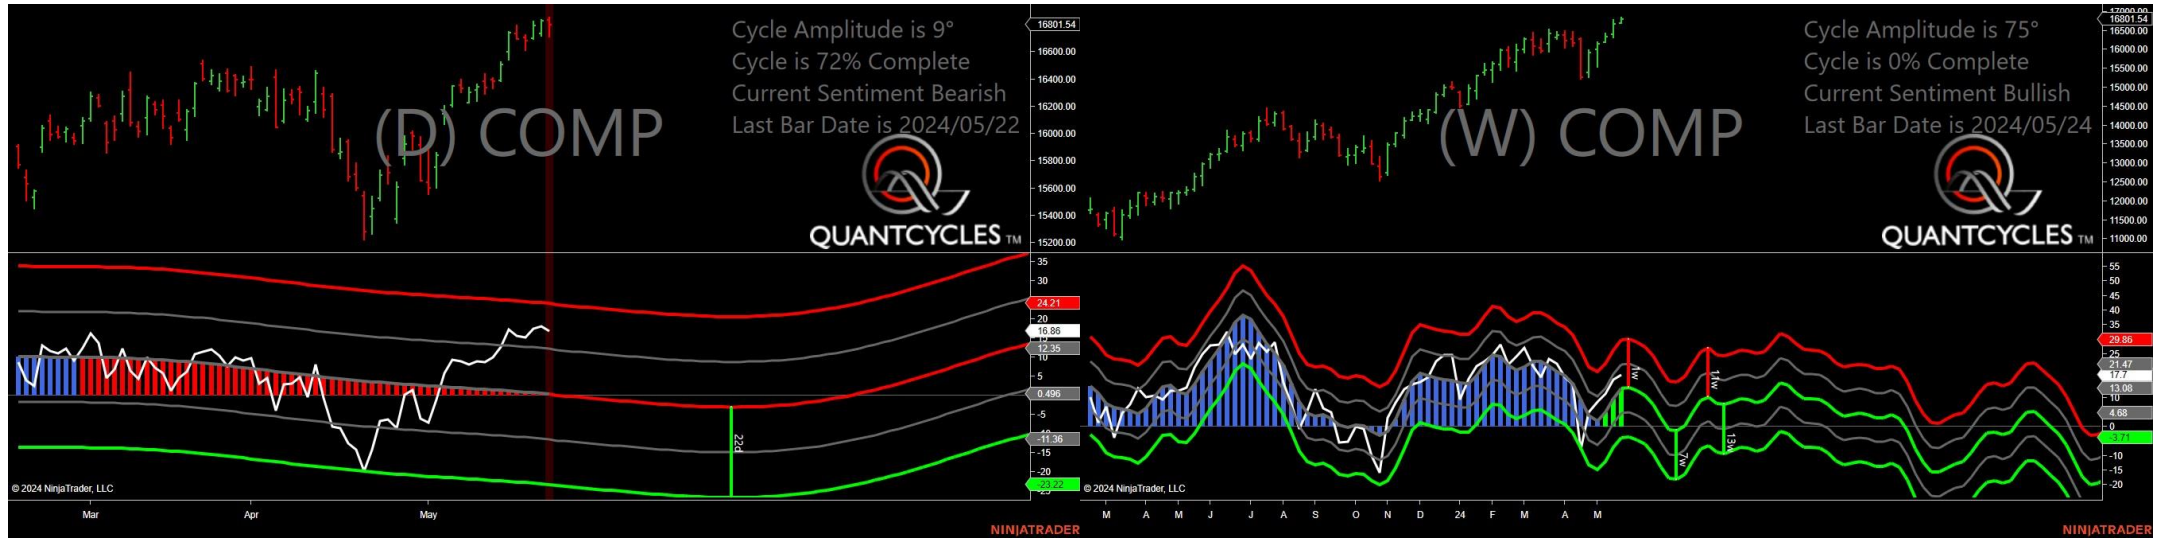 Cycle Amplitude is 9°
Cycle is 72% Complete
Current Sentiment Bearish
Last Bar Date is 2024/05/22
(D) COMP
QUANTCYCLES TM
16801.54
16600.00
16400.00
16200.00
16000.00
15800.00
15600.00
15400.00
15200.00
35
30
24.21
20
16.86
12.35
10
5
0.496
-5
-11.36
-15
-20
-23.22
22d
© 2024 NinjaTrader, LLC
Mar Apr May
NINJATRADER
Cycle Amplitude is 75°
Cycle is 0% Complete
Current Sentiment Bullish
Last Bar Date is 2024/05/24
(W) COMP
QUANTCYCLES TM
17000.00
16801.54
16500.00
16000.00
15500.00
15000.00
14500.00
14000.00
13500.00
13000.00
12500.00
12000.00
11500.00
11000.00
55
50
45
40
35
29.86
25
21.47
17.7
13.08
10
4.68
0
-3.71
-10
-15
-20
1w
11w
7w
13w
© 2024 NinjaTrader, LLC
M A M J J A S O N D 24 F M A M
NINJATRADER